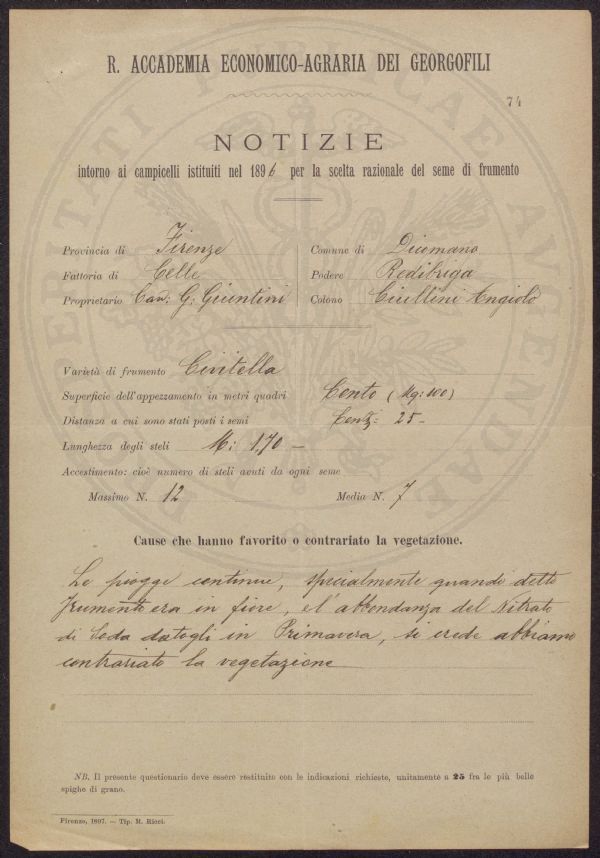 R. ACCADEMIA ECONOMICO-AGRARIA DEI GEORGOFILI
74
NOTIZIE
intorno ai campicelli istituiti nel 1896 per la scelta razionale del seme di frumento
Provincia di Firenze
Fattoria di Celle
Proprietario Cav: G: Giuntini
Comune di Dicomano
Podere Redibriga
Colono Ciullini Angiolo
Varietà di frumento Civitella
Superficie dell'appezzamento in metri quadri Cento (Mq: 100)
Distanza a cui sono stati posti i semi Centi: 25 -
Lunghezza degli steli M: 1,70 -
Accestimento: cioè numero di steli avuti da ogni seme
Massimo N. 12 Media N. 7
Cause che hanno favorito o contrariato la vegetazione.
Le piogge continue, specialmente quando detto
frumento era in fiore, e l'abbondanza del Nitrato
di Soda datogli in Primavera, si crede abbiamo
contrariato la vegetazione
NB. Il presente questionario deve essere restituito con le indicazioni richieste, unitamente a 25 fra le più belle
spighe di grano.
Firenze, 1897. — Tip. M. Ricci.